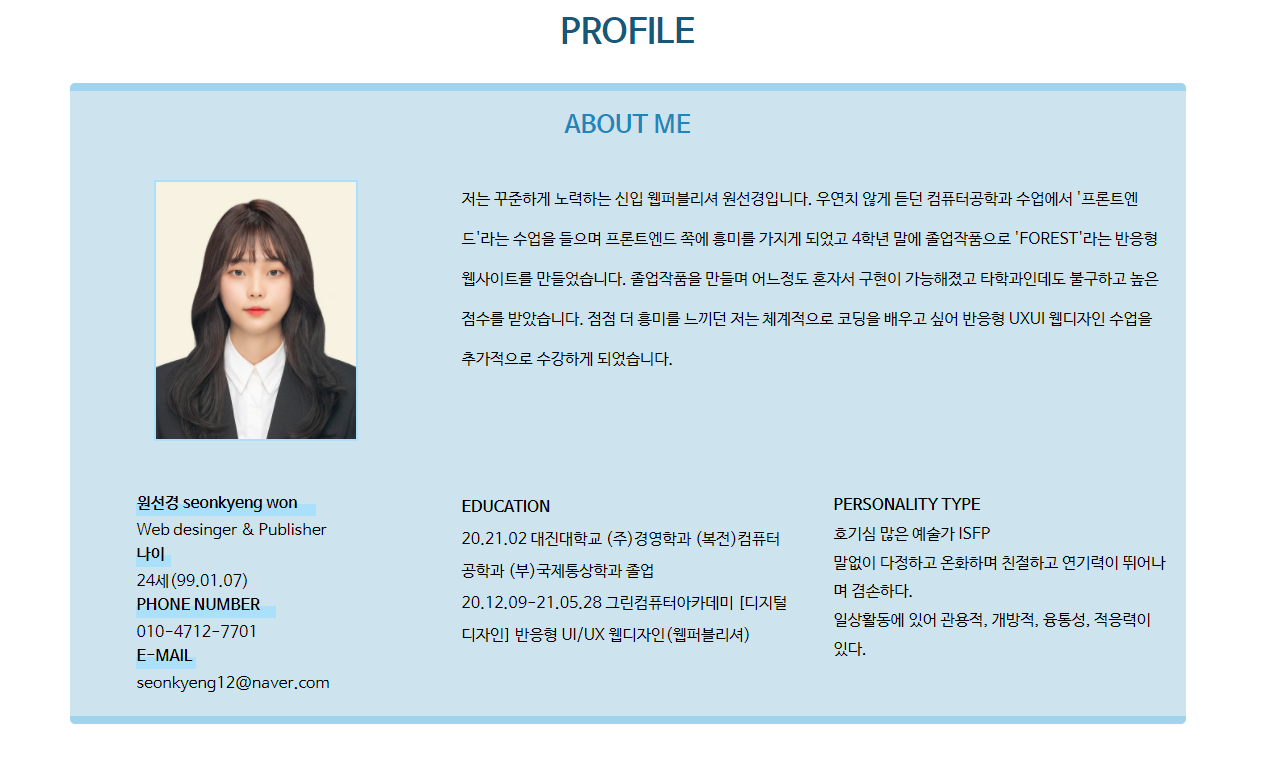 PROFILE
ABOUT ME
저는 꾸준하게 노력하는 신입 웹퍼블리셔 원선경입니다. 우연치 않게 듣던 컴퓨터공학과 수업에서 '프론트엔
드'라는 수업을 들으며 프론트엔드 쪽에 흥미를 가지게 되었고 4학년 말에 졸업작품으로 'FOREST'라는 반응형
웹사이트를 만들었습니다. 졸업작품을 만들며 어느정도 혼자서 구현이 가능해졌고 타학과인데도 불구하고 높은
점수를 받았습니다. 점점 더 흥미를 느끼던 저는 체계적으로 코딩을 배우고 싶어 반응형 UXUI 웹디자인 수업을
추가적으로 수강하게 되었습니다.
원선경 seonkyeng won
Web desinger & Publisher
나이
24세(99.01.07)
PHONE NUMBER
010-4712-7701
E-MAIL
seonkyeng12@naver.com
EDUCATION
20.21.02 대진대학교 (주)경영학과 (복전)컴퓨터
공학과 (부)국제통상학과 졸업
20.12.09-21.05.28 그린컴퓨터아카데미 [디지털
디자인] 반응형 UI/UX 웹디자인(웹퍼블리셔)
PERSONALITY TYPE
호기심 많은 예술가 ISFP
말없이 다정하고 온화하며 친절하고 연기력이 뛰어나
며 겸손하다.
일상활동에 있어 관용적, 개방적, 융통성, 적응력이
있다.